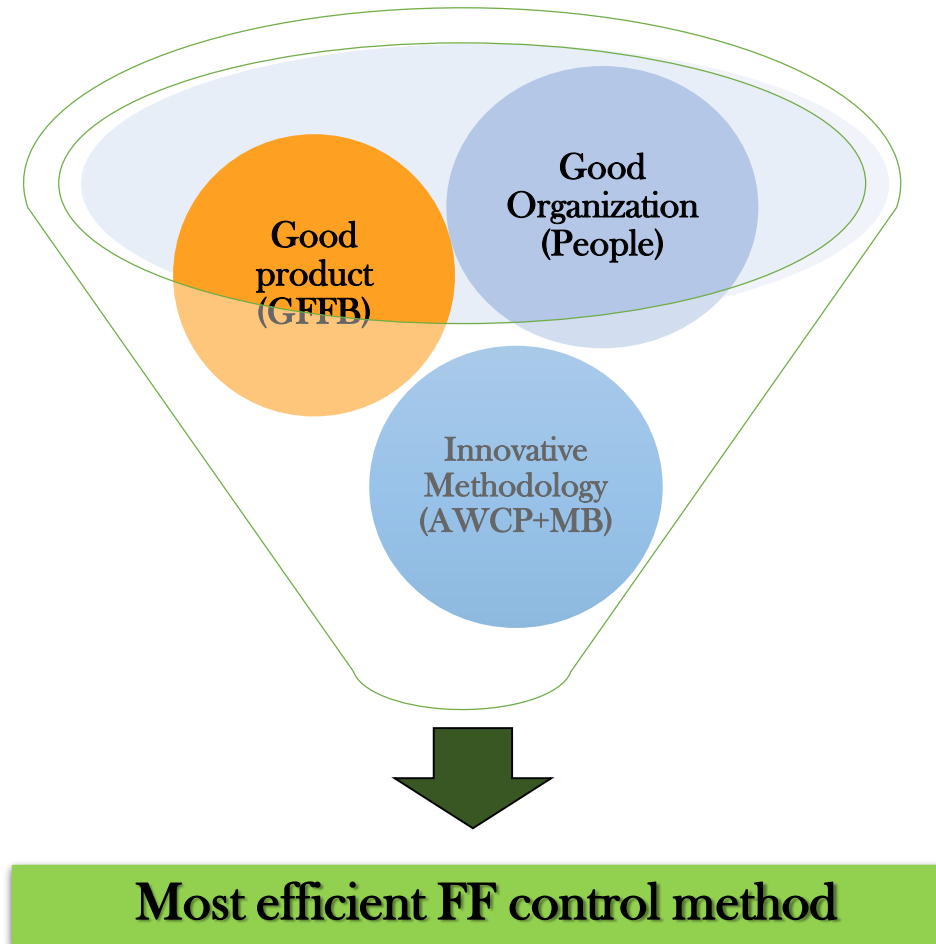 Good
Organization
(People)
Good
product
(GFFB)
Innovative
Methodology
(AWCP+MB)
Most efficient FF control method